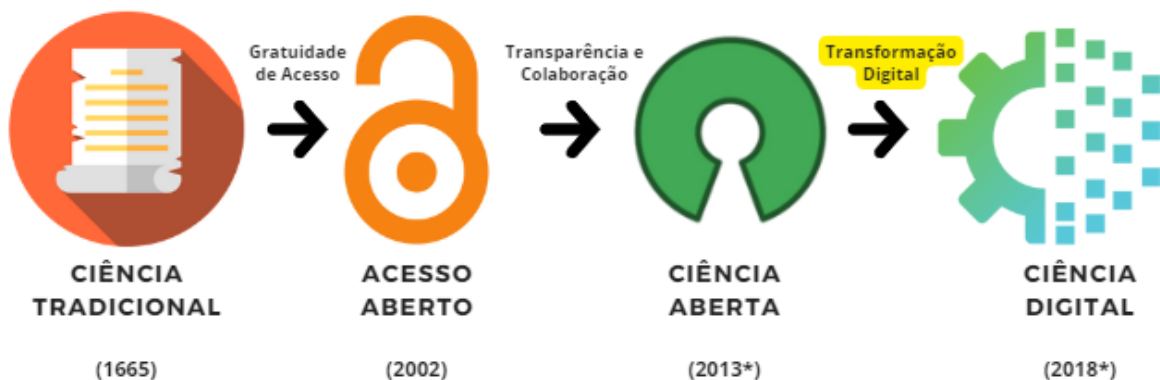 Gratuidade
de Acesso
Transparência e
Colaboração
Transformação
Digital
CIÊNCIA
TRADICIONAL
ACESSO
ABERTO
CIÊNCIA
ABERTA
CIÊNCIA
DIGITAL
(1665)
(2002)
(2013*)
(2018*)